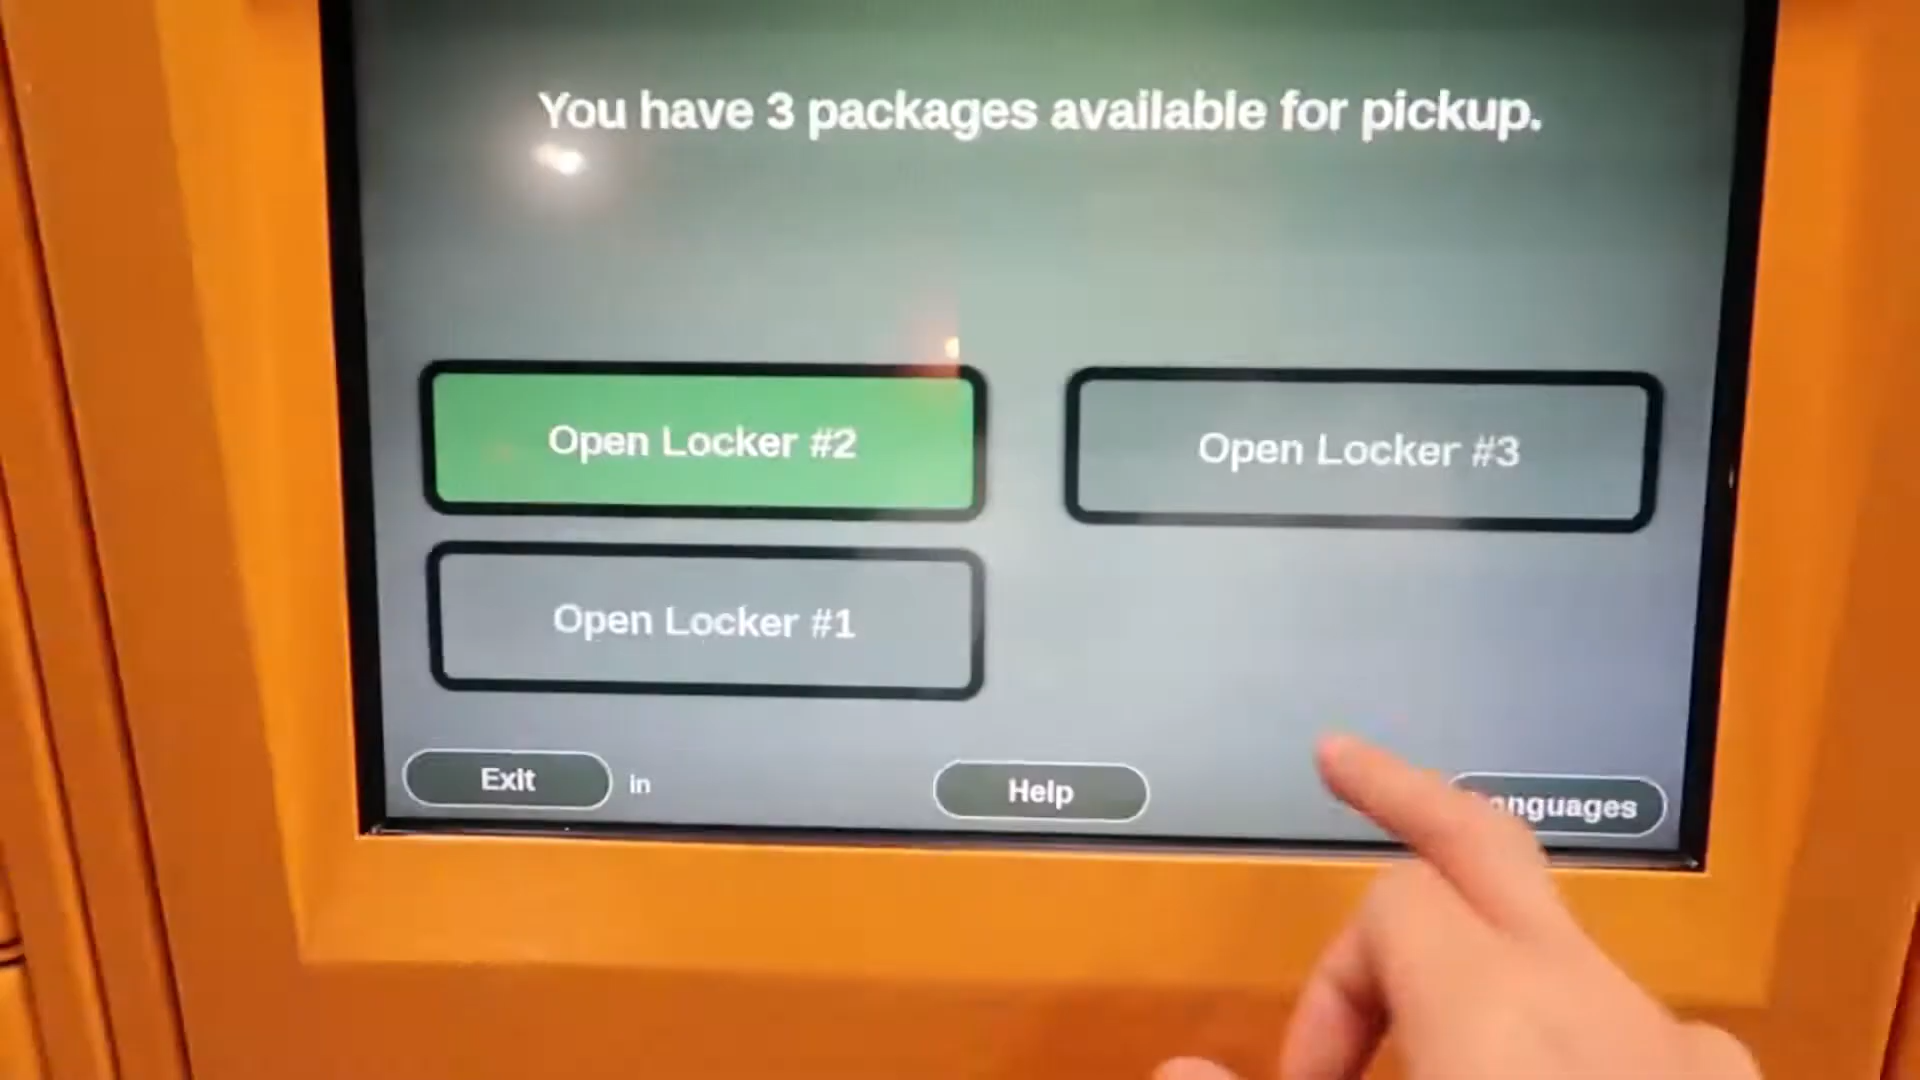 You have 3 packages available for pickup.
Open Locker #2
Open Locker #3
Open Locker #1
Exit in
Help
anguages